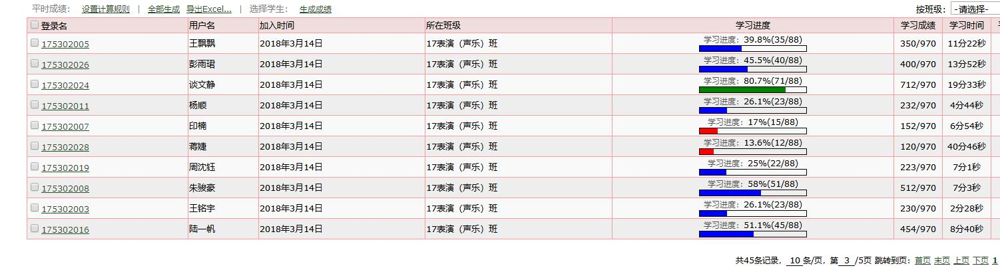 平时成绩： 设置计算规则 | 全部生成 导出Excel... | 选择学生： 生成成绩 按班级： -请选择-
登录名 用户名 加入时间 所在班级 学习进度 学习成绩 学习时间
175302005 王飘飘 2018年3月14日 17表演（声乐）班 学习进度：39.8%(35/88) 350/970 11分22秒
175302026 彭雨珺 2018年3月14日 17表演（声乐）班 学习进度：45.5%(40/88) 400/970 13分52秒
175302024 谈文静 2018年3月14日 17表演（声乐）班 学习进度：80.7%(71/88) 712/970 19分33秒
175302011 杨顺 2018年3月14日 17表演（声乐）班 学习进度：26.1%(23/88) 232/970 4分44秒
175302007 印楠 2018年3月14日 17表演（声乐）班 学习进度：17%(15/88) 152/970 6分54秒
175302028 蒋婕 2018年3月14日 17表演（声乐）班 学习进度：13.6%(12/88) 120/970 40分46秒
175302019 周沈钰 2018年3月14日 17表演（声乐）班 学习进度：25%(22/88) 223/970 7分1秒
175302008 朱骏豪 2018年3月14日 17表演（声乐）班 学习进度：58%(51/88) 512/970 7分3秒
175302003 王铭宇 2018年3月14日 17表演（声乐）班 学习进度：26.1%(23/88) 230/970 2分28秒
175302016 陆一帆 2018年3月14日 17表演（声乐）班 学习进度：51.1%(45/88) 454/970 8分40秒
共45条记录， 10 条/页，第 3 /5页 跳转到页：首页 末页 上页 下页 1